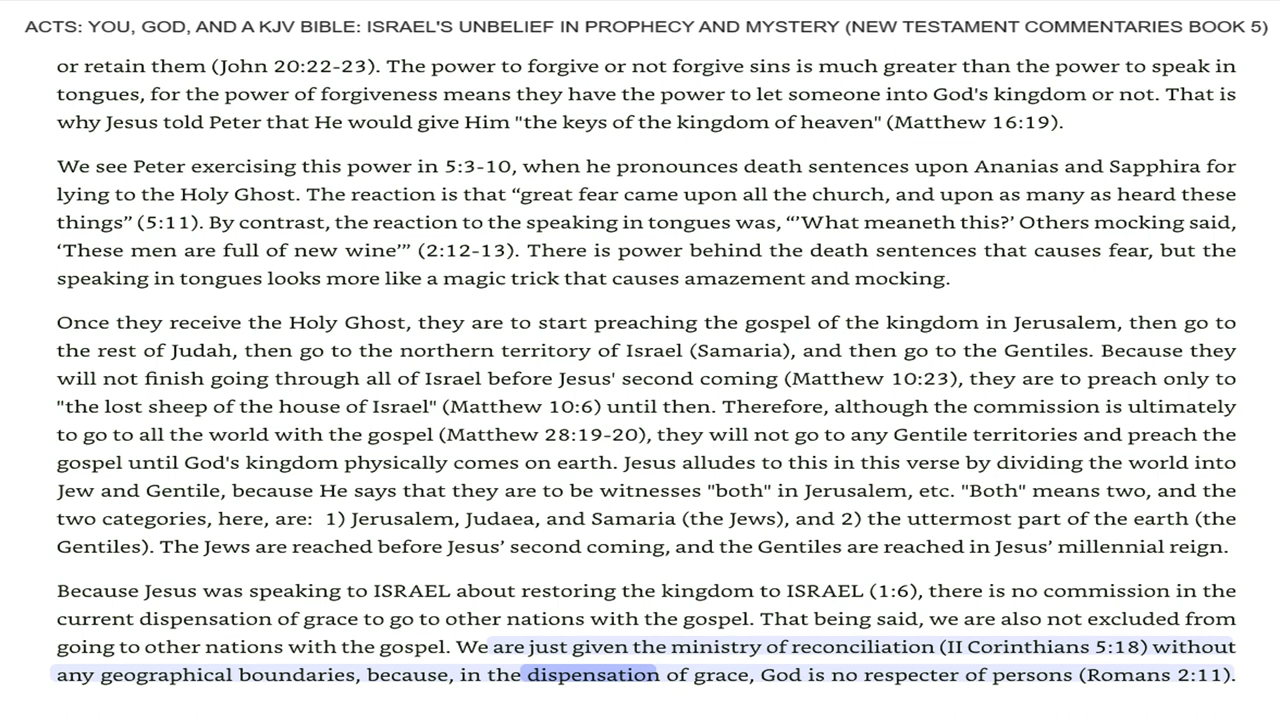 ACTS: YOU, GOD, AND A KJV BIBLE: ISRAEL'S UNBELIEF IN PROPHECY AND MYSTERY (NEW TESTAMENT COMMENTARIES BOOK 5)
or retain them (John 20:22-23). The power to forgive or not forgive sins is much greater than the power to speak in
tongues, for the power of forgiveness means they have the power to let someone into God's kingdom or not. That is
why Jesus told Peter that He would give Him "the keys of the kingdom of heaven" (Matthew 16:19).
We see Peter exercising this power in 5:3-10, when he pronounces death sentences upon Ananias and Sapphira for
lying to the Holy Ghost. The reaction is that “great fear came upon all the church, and upon as many as heard these
things” (5:11). By contrast, the reaction to the speaking in tongues was, “’What meaneth this?’ Others mocking said,
‘These men are full of new wine’” (2:12-13). There is power behind the death sentences that causes fear, but the
speaking in tongues looks more like a magic trick that causes amazement and mocking.
Once they receive the Holy Ghost, they are to start preaching the gospel of the kingdom in Jerusalem, then go to
the rest of Judah, then go to the northern territory of Israel (Samaria), and then go to the Gentiles. Because they
will not finish going through all of Israel before Jesus' second coming (Matthew 10:23), they are to preach only to
"the lost sheep of the house of Israel" (Matthew 10:6) until then. Therefore, although the commission is ultimately
to go to all the world with the gospel (Matthew 28:19-20), they will not go to any Gentile territories and preach the
gospel until God's kingdom physically comes on earth. Jesus alludes to this in this verse by dividing the world into
Jew and Gentile, because He says that they are to be witnesses "both" in Jerusalem, etc. "Both" means two, and the
two categories, here, are: 1) Jerusalem, Judaea, and Samaria (the Jews), and 2) the uttermost part of the earth (the
Gentiles). The Jews are reached before Jesus’ second coming, and the Gentiles are reached in Jesus’ millennial reign.
Because Jesus was speaking to ISRAEL about restoring the kingdom to ISRAEL (1:6), there is no commission in the
current dispensation of grace to go to other nations with the gospel. That being said, we are also not excluded from
going to other nations with the gospel. We are just given the ministry of reconciliation (II Corinthians 5:18) without
any geographical boundaries, because, in the dispensation of grace, God is no respecter of persons (Romans 2:11).